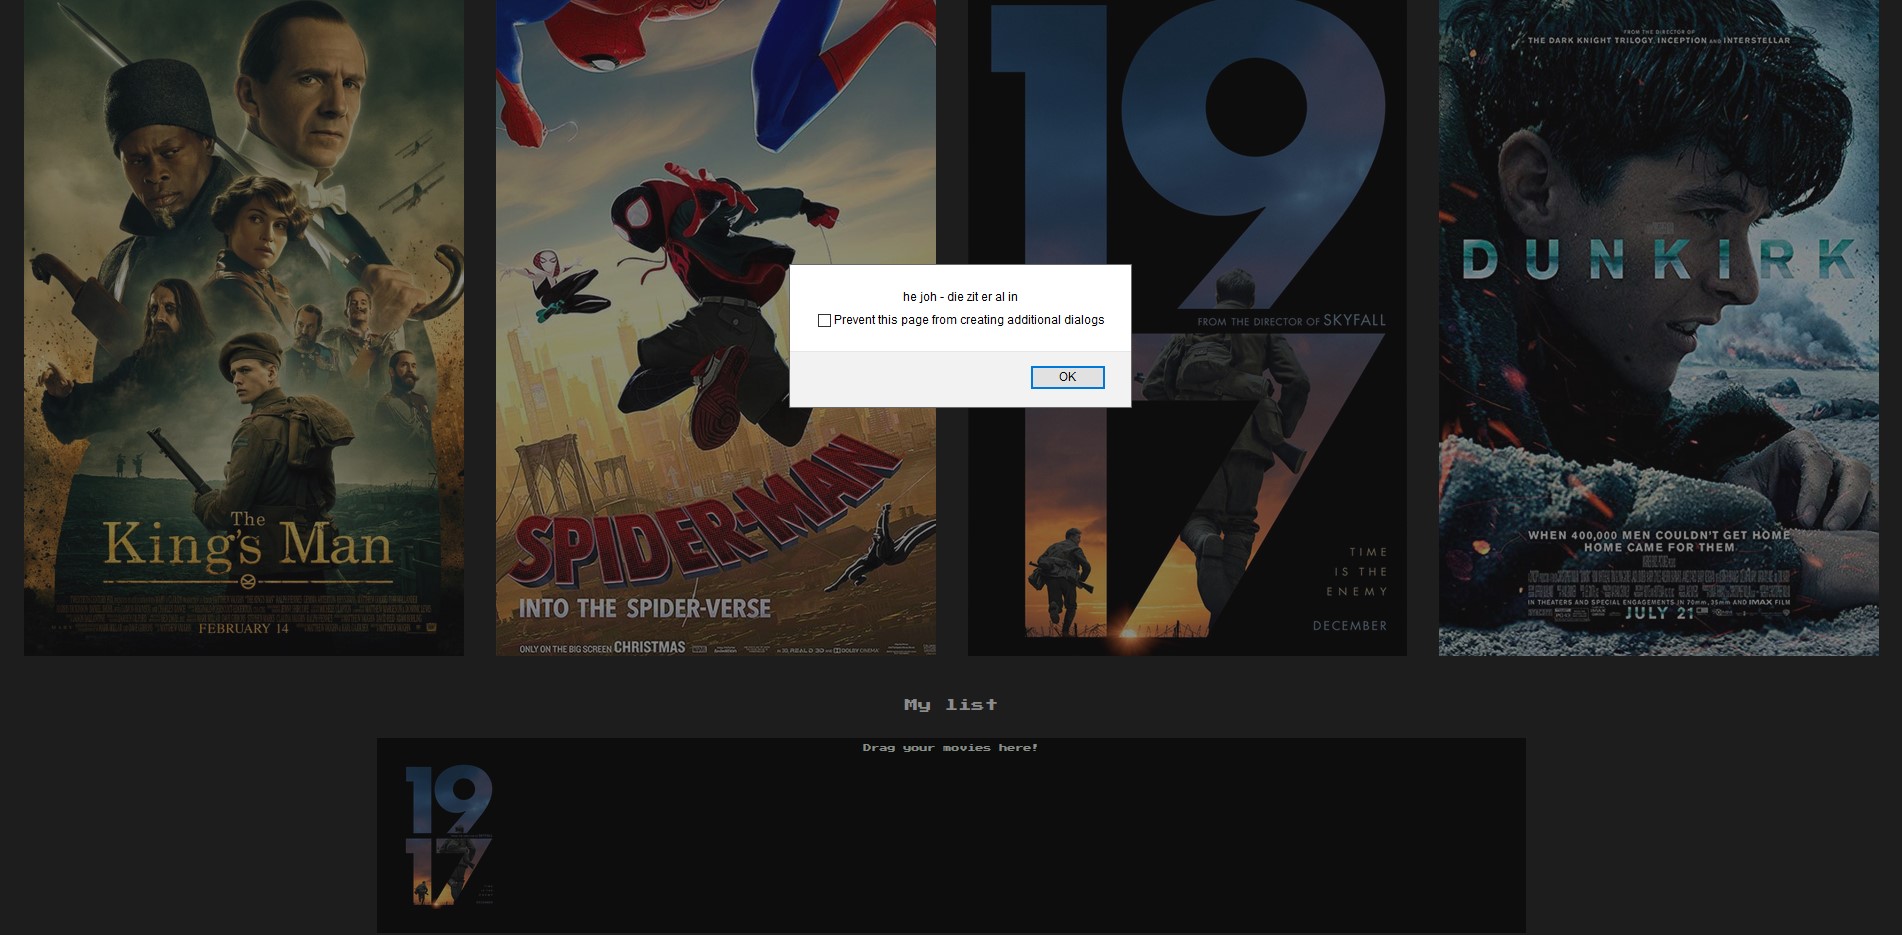 The
King's Man
FEBRUARY 14
SPIDER-MAN
INTO THE SPIDER-VERSE
ONLY ON THE BIG SCREEN CHRISTMAS
19
FROM THE DIRECTOR OF SKYFALL
17
TIME
IS THE
ENEMY
DECEMBER
FROM THE DIRECTOR OF
THE DARK KNIGHT TRILOGY, INCEPTION AND INTERSTELLAR
DUNKIRK
WHEN 400,000 MEN COULDN'T GET HOME
HOME CAME FOR THEM
IN THEATERS AND SPECIAL ENGAGEMENTS IN 70mm, 35mm AND IMAX FILM
JULY 21
he joh - die zit er al in
Prevent this page from creating additional dialogs
OK
My list
Drag your movies here!
19
17